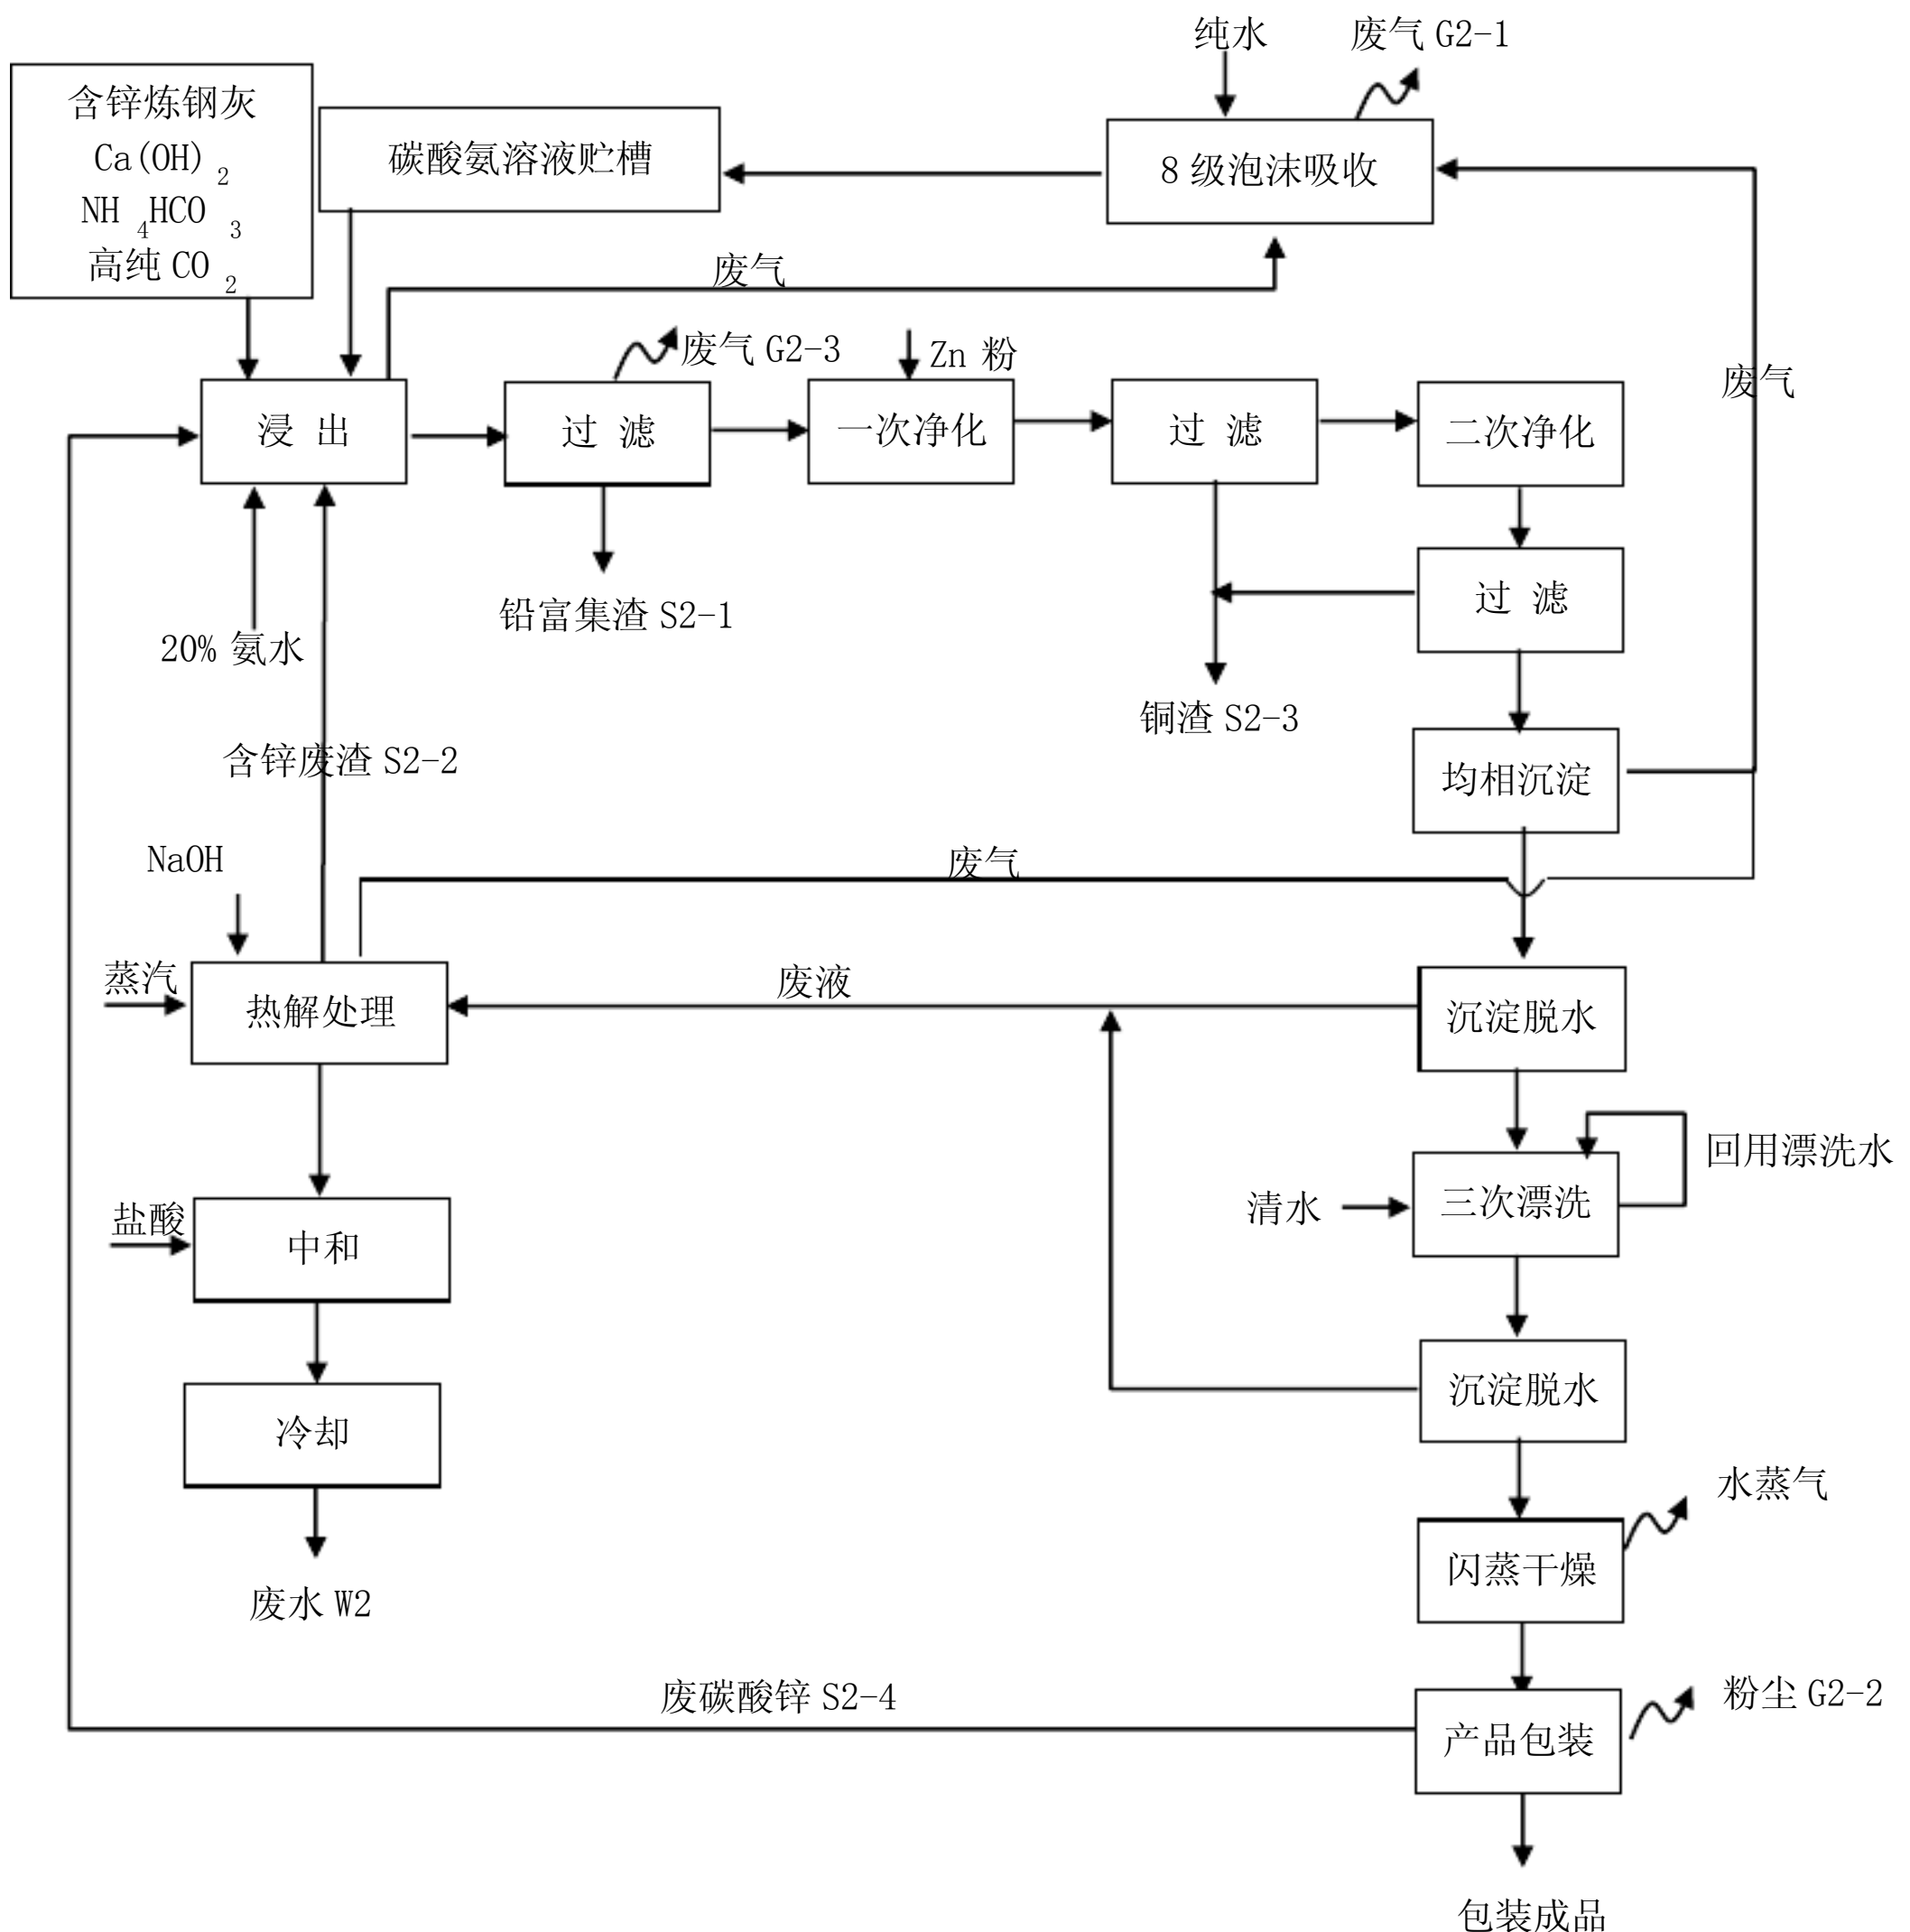 纯水
废气 G2-1
含锌炼钢灰
Ca(OH)2
NH4HCO3
高纯 CO2
碳酸氨溶液贮槽
8 级泡沫吸收
废气
废气 G2-3
Zn 粉
废气
浸 出
过 滤
一次净化
过 滤
二次净化
过 滤
铅富集渣 S2-1
20% 氨水
铜渣 S2-3
含锌废渣 S2-2
均相沉淀
NaOH
废气
蒸汽
热解处理
废液
沉淀脱水
回用漂洗水
清水
三次漂洗
盐酸
中和
沉淀脱水
冷却
水蒸气
闪蒸干燥
废水 W2
废碳酸锌 S2-4
粉尘 G2-2
产品包装
包装成品